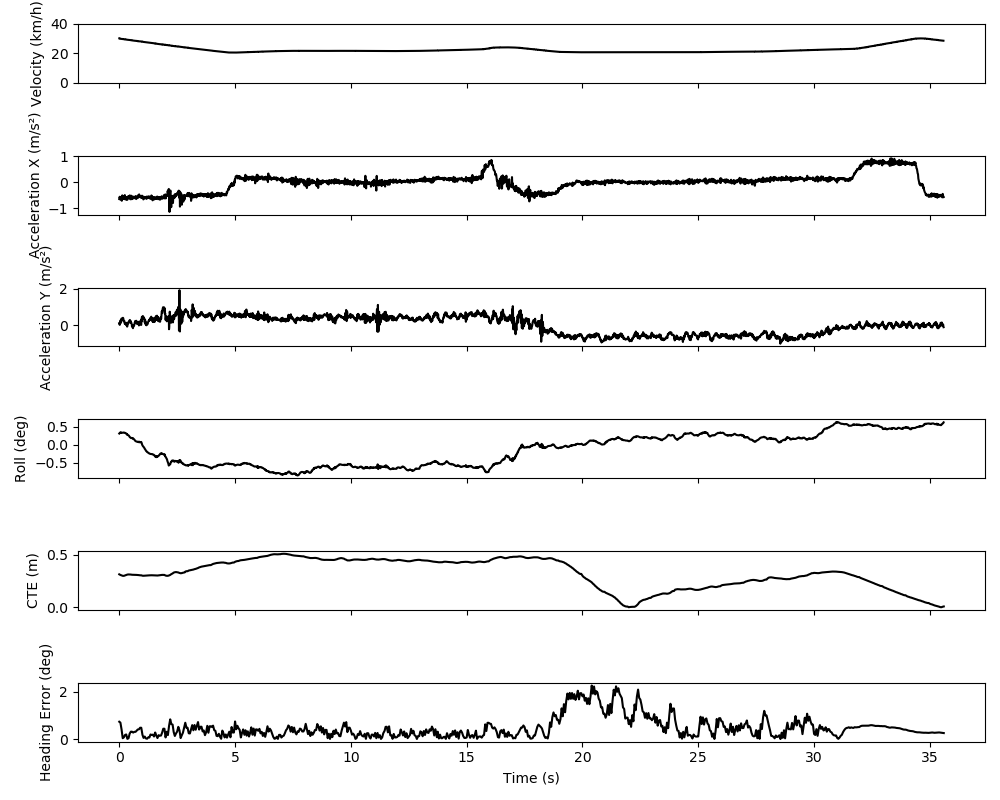 Velocity (km/h)
40
20
0
Acceleration X (m/s²)
1
0
−1
Acceleration Y (m/s²)
2
0
Roll (deg)
0.5
0.0
−0.5
CTE (m)
0.5
0.0
Heading Error (deg)
2
0
0 5 10 15 20 25 30 35
Time (s)